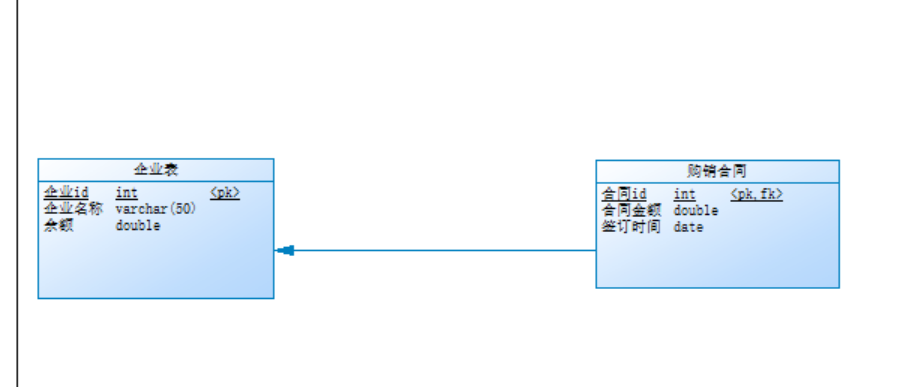 企业表
企业id int <pk>
企业名称 varchar(50)
余额 double
购销合同
合同id int <pk,fk>
合同金额 double
签订时间 date